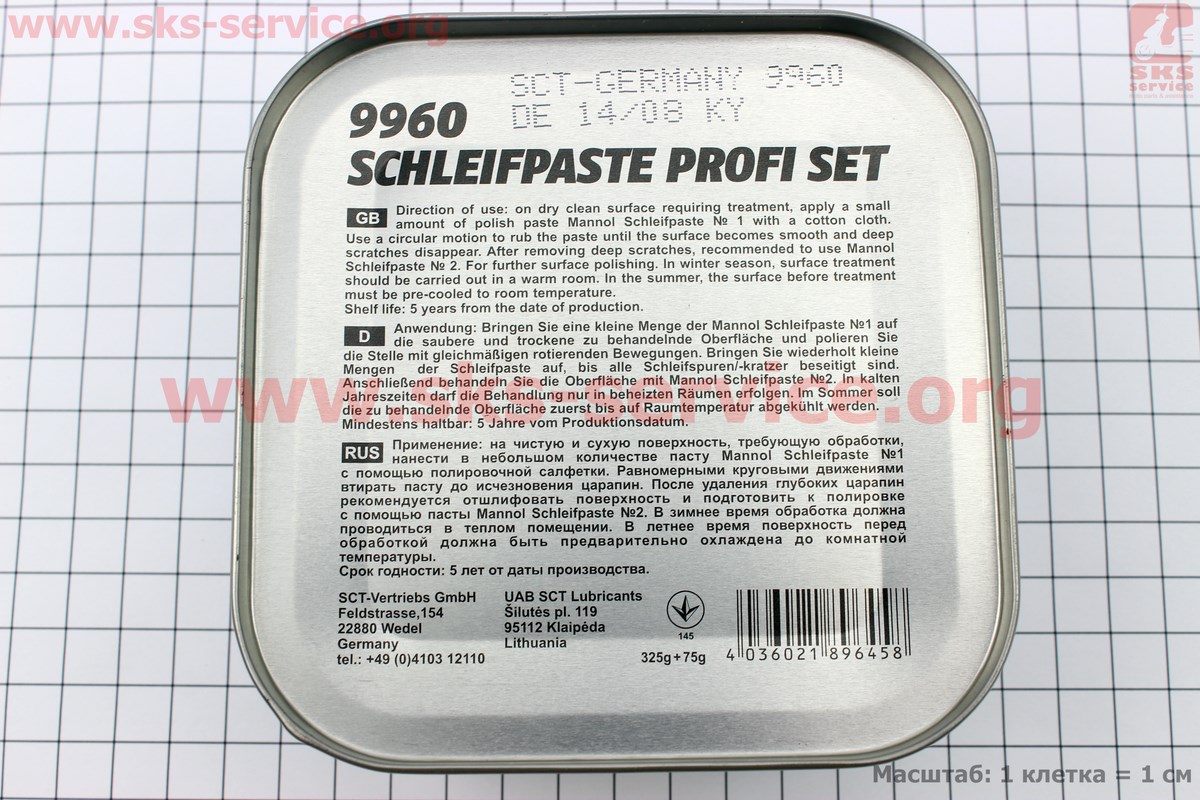 www.sks-service.org
SKS
service
SCT-GERMANY 9960
DE 14/08 KY
9960
SCHLEIFPASTE PROFI SET
GB Direction of use: on dry clean surface requiring treatment, apply a small
amount of polish paste Mannol Schleifpaste № 1 with a cotton cloth.
Use a circular motion to rub the paste until the surface becomes smooth and deep
scratches disappear. After removing deep scratches, recommended to use Mannol
Schleifpaste № 2. For further surface polishing. In winter season, surface treatment
should be carried out in a warm room. In the summer, the surface before treatment
must be pre-cooled to room temperature.
Shelf life: 5 years from the date of production.
D Anwendung: Bringen Sie eine kleine Menge der Mannol Schleifpaste №1 auf
die saubere und trockene zu behandelnde Oberfläche und polieren Sie
die Stelle mit gleichmäßigen rotierenden Bewegungen. Bringen Sie wiederholt kleine
Mengen der Schleifpaste auf, bis alle Schleifspuren/-kratzer beseitigt sind.
Anschließend behandeln Sie die Oberfläche mit Mannol Schleifpaste №2. In kalten
Jahreszeiten darf die Behandlung nur in beheizten Räumen erfolgen. Im Sommer soll
die zu behandelnde Oberfläche zuerst bis auf Raumtemperatur abgekühlt werden.
Mindestens haltbar: 5 Jahre vom Produktionsdatum.
www.sks-service.org
RUS Применение: на чистую и сухую поверхность, требующую обработки,
нанести в небольшом количестве пасту Mannol Schleifpaste №1
с помощью полировочной салфетки. Равномерными круговыми движениями
втирать пасту до исчезновения царапин. После удаления глубоких царапин
рекомендуется отшлифовать поверхность и подготовить к полировке
с помощью пасты Mannol Schleifpaste №2. В зимнее время обработка должна
проводиться в теплом помещении. В летнее время поверхность перед
обработкой должна быть предварительно охлаждена до комнатной
температуры.
Срок годности: 5 лет от даты производства.
SCT-Vertriebs GmbH
Feldstrasse,154
22880 Wedel
Germany
tel.: +49 (0)4103 12110
UAB SCT Lubricants
Šilutės pl. 119
95112 Klaipėda
Lithuania
145
325g+75g
4 036021 896458
Масштаб: 1 клетка = 1 см